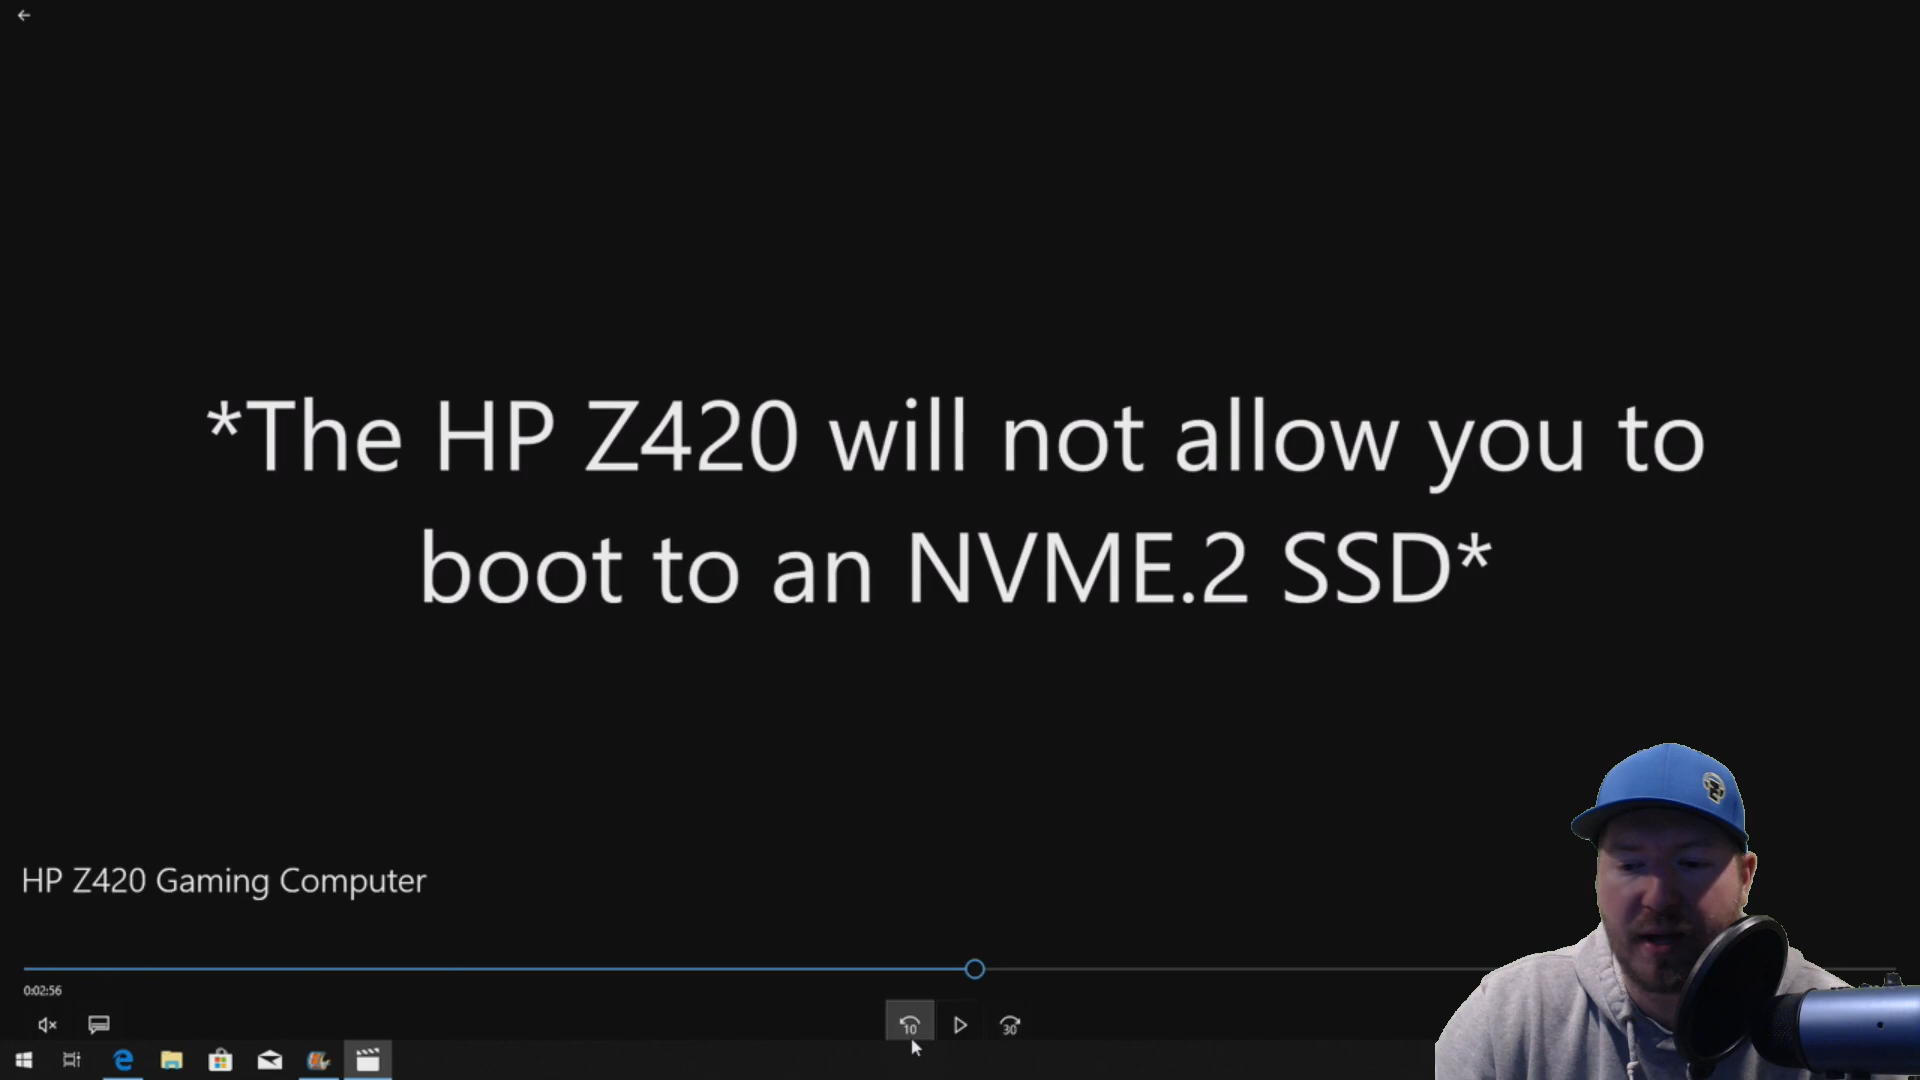 *The HP Z420 will not allow you to
boot to an NVME.2 SSD*
HP Z420 Gaming Computer
0:02:56
10
30